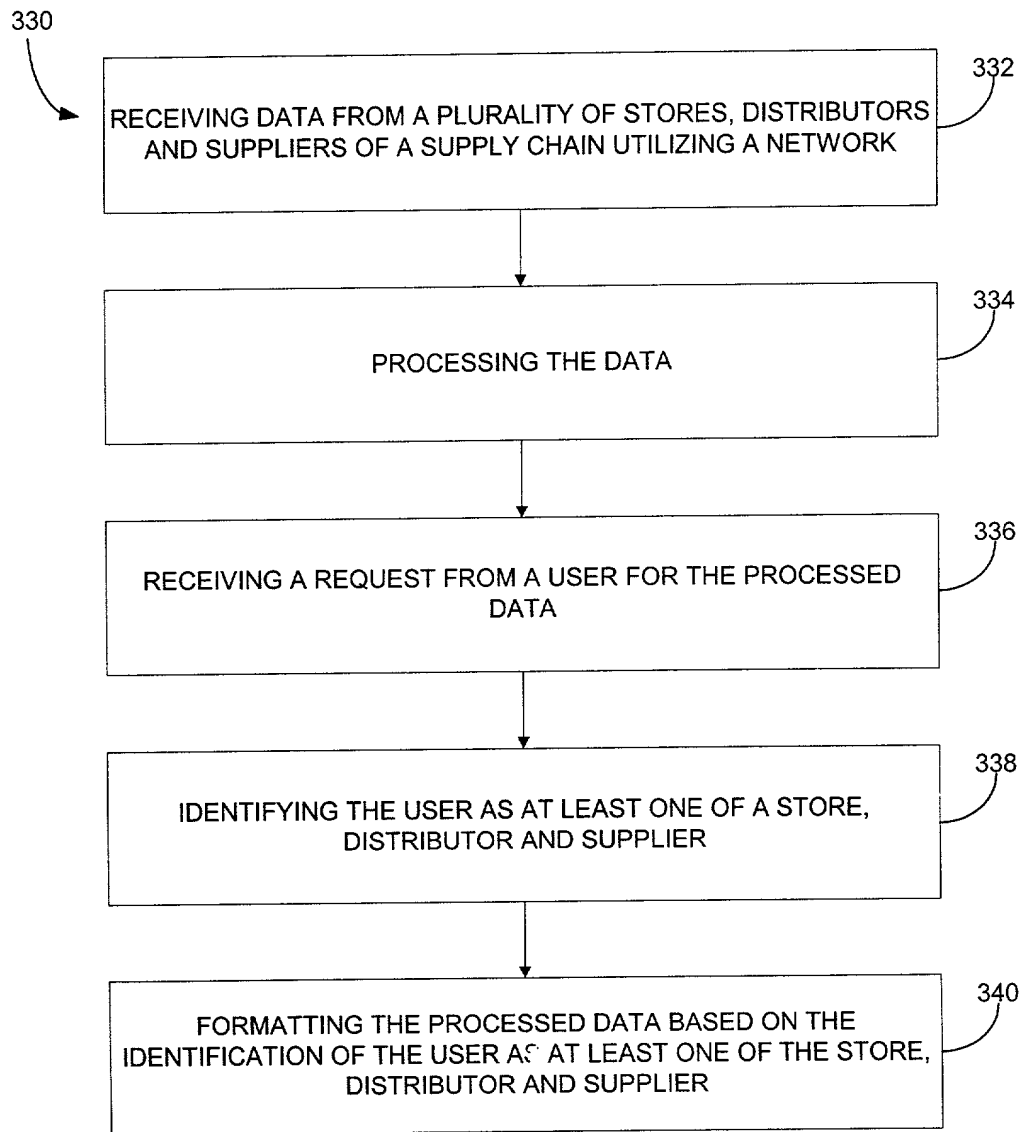 330
332
RECEIVING DATA FROM A PLURALITY OF STORES, DISTRIBUTORS
AND SUPPLIERS OF A SUPPLY CHAIN UTILIZING A NETWORK
334
PROCESSING THE DATA
336
RECEIVING A REQUEST FROM A USER FOR THE PROCESSED
DATA
338
IDENTIFYING THE USER AS AT LEAST ONE OF A STORE,
DISTRIBUTOR AND SUPPLIER
340
FORMATTING THE PROCESSED DATA BASED ON THE
IDENTIFICATION OF THE USER AS AT LEAST ONE OF THE STORE,
DISTRIBUTOR AND SUPPLIER